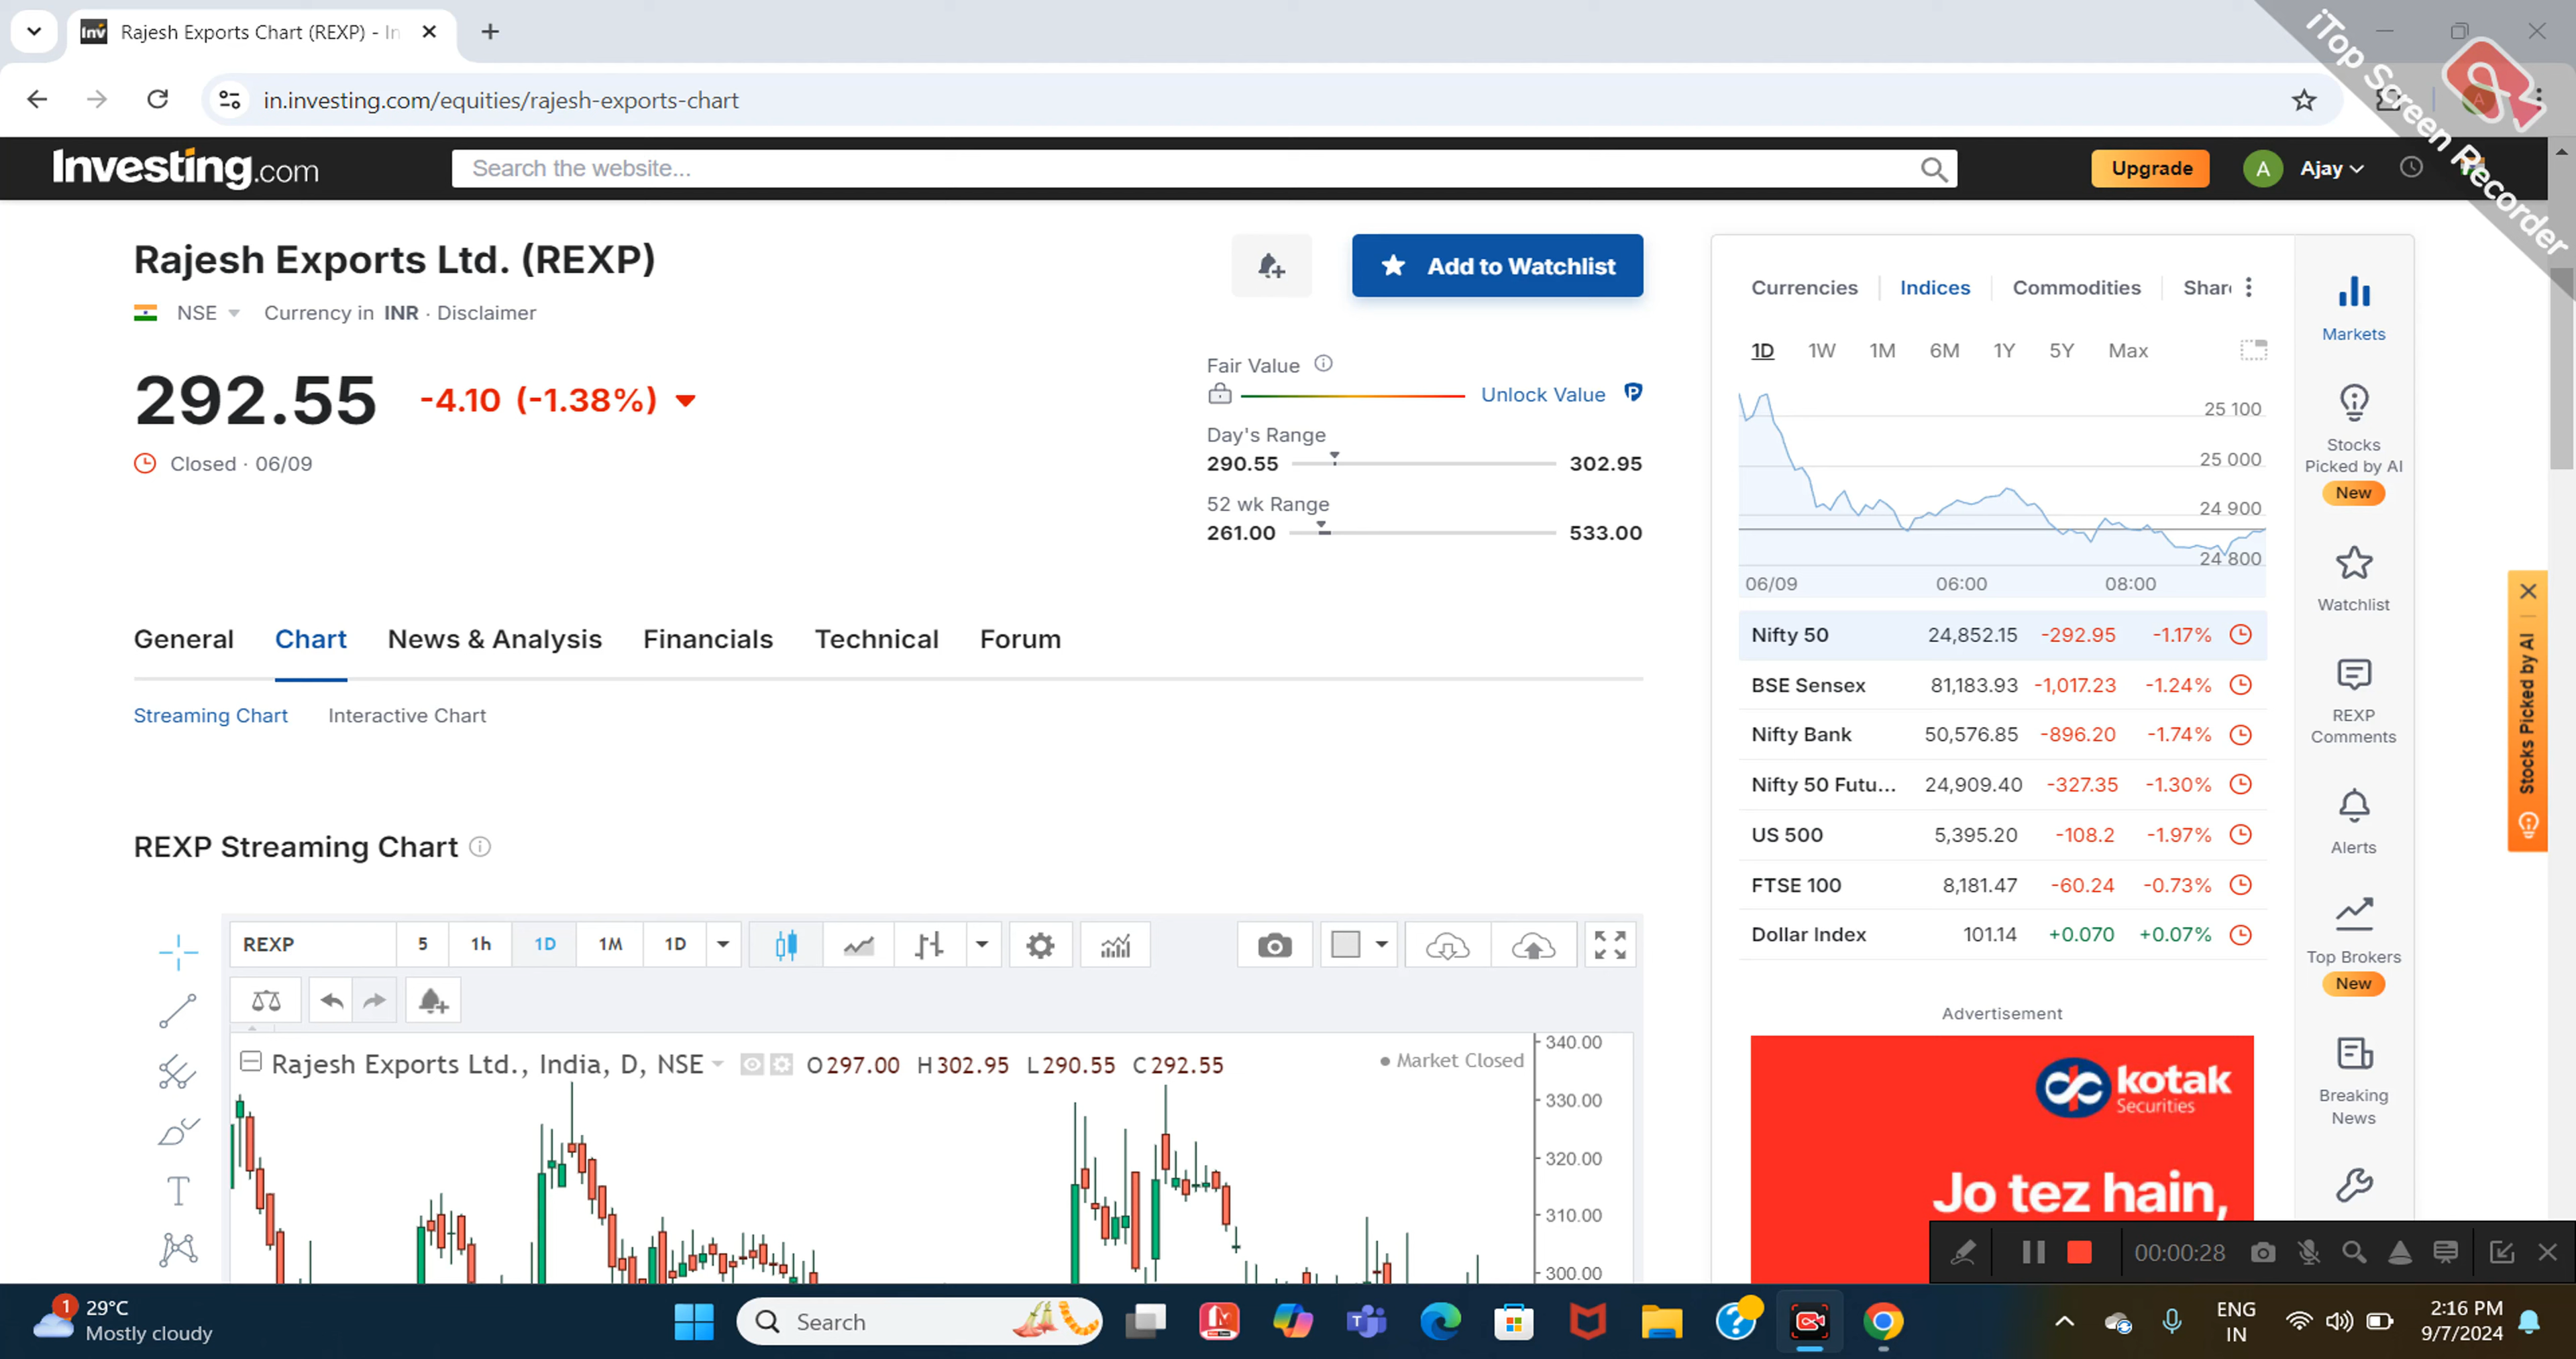 Rajesh Exports Chart (REXP) - In
in.investing.com/equities/rajesh-exports-chart
iTop Screen Recorder
Investing.com
Search the website...
Upgrade
A
Ajay
Rajesh Exports Ltd. (REXP)
NSE Currency in INR · Disclaimer
292.55 -4.10 (-1.38%)
Closed · 06/09
Add to Watchlist
Fair Value
Unlock Value
Day's Range
290.55 302.95
52 wk Range
261.00 533.00
General Chart News & Analysis Financials Technical Forum
Streaming Chart Interactive Chart
REXP Streaming Chart
REXP 5 1h 1D 1M 1D
Rajesh Exports Ltd., India, D, NSE O297.00 H302.95 L290.55 C292.55
Market Closed
340.00
330.00
320.00
310.00
300.00
Currencies Indices Commodities Shar
1D 1W 1M 6M 1Y 5Y Max
25 100
25 000
24 900
24 800
06/09 06:00 08:00
Nifty 50 24,852.15 -292.95 -1.17%
BSE Sensex 81,183.93 -1,017.23 -1.24%
Nifty Bank 50,576.85 -896.20 -1.74%
Nifty 50 Futu... 24,909.40 -327.35 -1.30%
US 500 5,395.20 -108.2 -1.97%
FTSE 100 8,181.47 -60.24 -0.73%
Dollar Index 101.14 +0.070 +0.07%
Advertisement
kotak
Securities
Jo tez hain,
Markets
Stocks
Picked by AI
New
Watchlist
REXP
Comments
Alerts
Top Brokers
New
Breaking
News
Stocks Picked by AI
00:00:28
1
29°C
Mostly cloudy
Search
ENG
IN
2:16 PM
9/7/2024